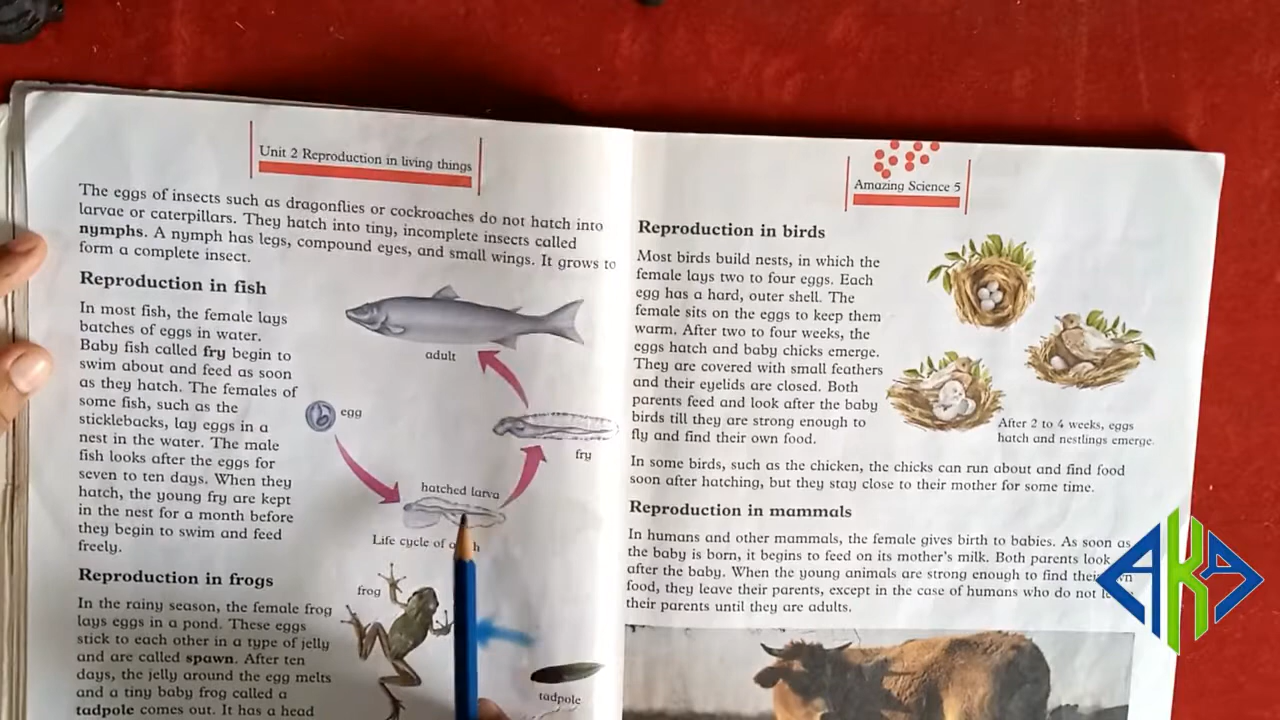 Unit 2 Reproduction in living things
The eggs of insects such as dragonflies or cockroaches do not hatch into
larvae or caterpillars. They hatch into tiny, incomplete insects called
nymphs. A nymph has legs, compound eyes, and small wings. It grows to
form a complete insect.
Reproduction in fish
In most fish, the female lays
batches of eggs in water.
Baby fish called fry begin to
swim about and feed as soon
as they hatch. The females of
some fish, such as the
sticklebacks, lay eggs in a
nest in the water. The male
fish looks after the eggs for
seven to ten days. When they
hatch, the young fry are kept
in the nest for a month before
they begin to swim and feed
freely.
adult
egg
fry
hatched larva
Life cycle of
Reproduction in frogs
In the rainy season, the female frog
lays eggs in a pond. These eggs
stick to each other in a type of jelly
and are called spawn. After ten
days, the jelly around the egg melts
and a tiny baby frog called a
tadpole comes out. It has a head
frog
tadpole
Amazing Science 5
Reproduction in birds
Most birds build nests, in which the
female lays two to four eggs. Each
egg has a hard, outer shell. The
female sits on the eggs to keep them
warm. After two to four weeks, the
eggs hatch and baby chicks emerge.
They are covered with small feathers
and their eyelids are closed. Both
parents feed and look after the baby
birds till they are strong enough to
fly and find their own food.
After 2 to 4 weeks, eggs
hatch and nestlings emerge.
In some birds, such as the chicken, the chicks can run about and find food
soon after hatching, but they stay close to their mother for some time.
Reproduction in mammals
In humans and other mammals, the female gives birth to babies. As soon as
the baby is born, it begins to feed on its mother's milk. Both parents look
after the baby. When the young animals are strong enough to find their
food, they leave their parents, except in the case of humans who do not
their parents until they are adults.
AKA